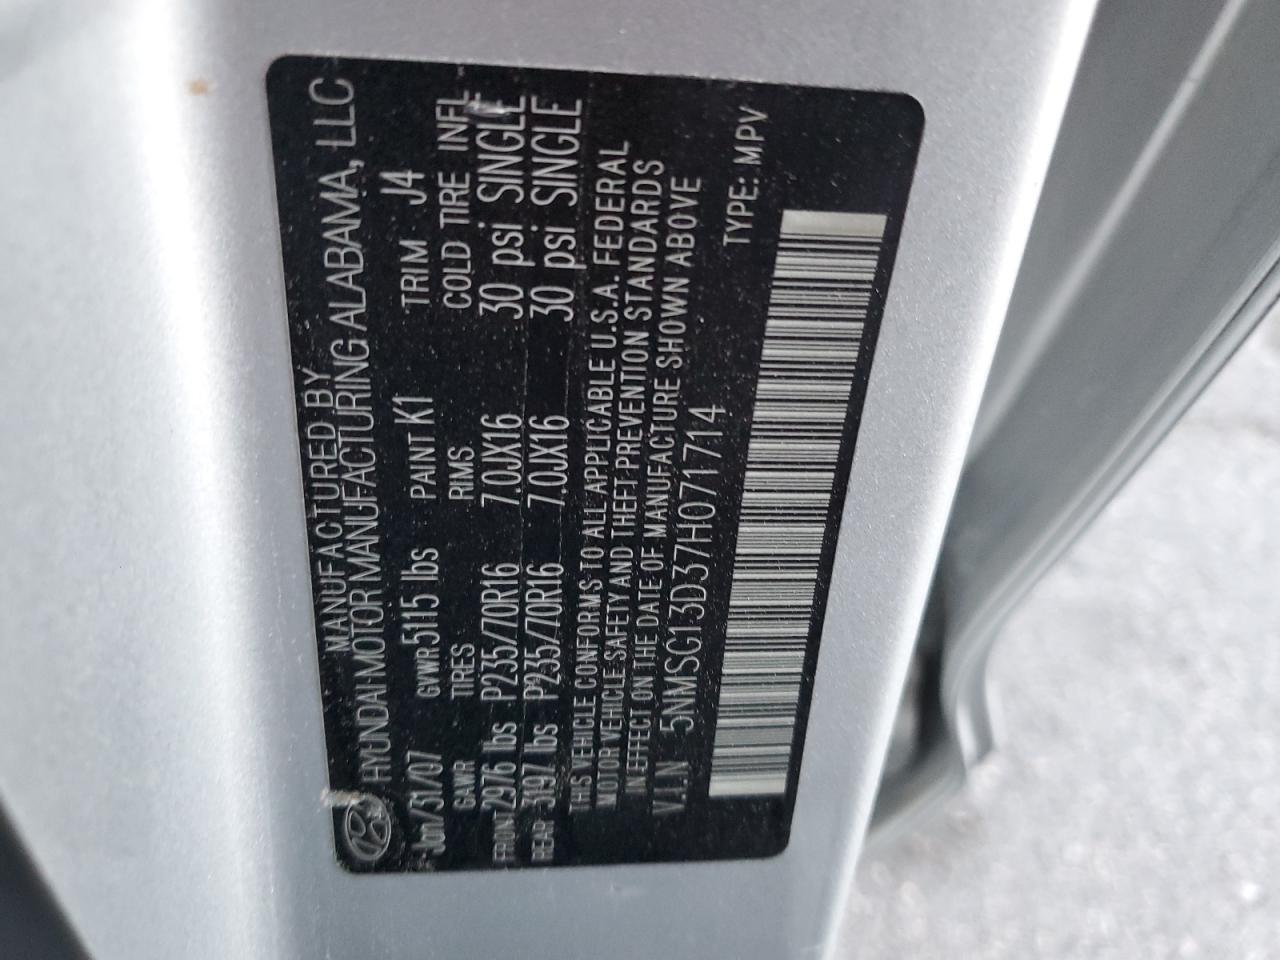 MANUFACTURED BY
HYUNDAI MOTOR MANUFACTURING ALABAMA, LLC
Jan/31/07 GVWR 5115 lbs PAINT K1 TRIM J4
GAWR TIRES RIMS COLD TIRE INFL
FRONT 2976 lbs P235/70R16 7.0JX16 30 psi SINGLE
REAR 3197 lbs P235/70R16 7.0JX16 30 psi SINGLE
THIS VEHICLE CONFORMS TO ALL APPLICABLE U.S.A. FEDERAL
MOTOR VEHICLE SAFETY AND THEFT PREVENTION STANDARDS
IN EFFECT ON THE DATE OF MANUFACTURE SHOWN ABOVE
V.I.N 5NMSG13D37H071714 TYPE: MPV